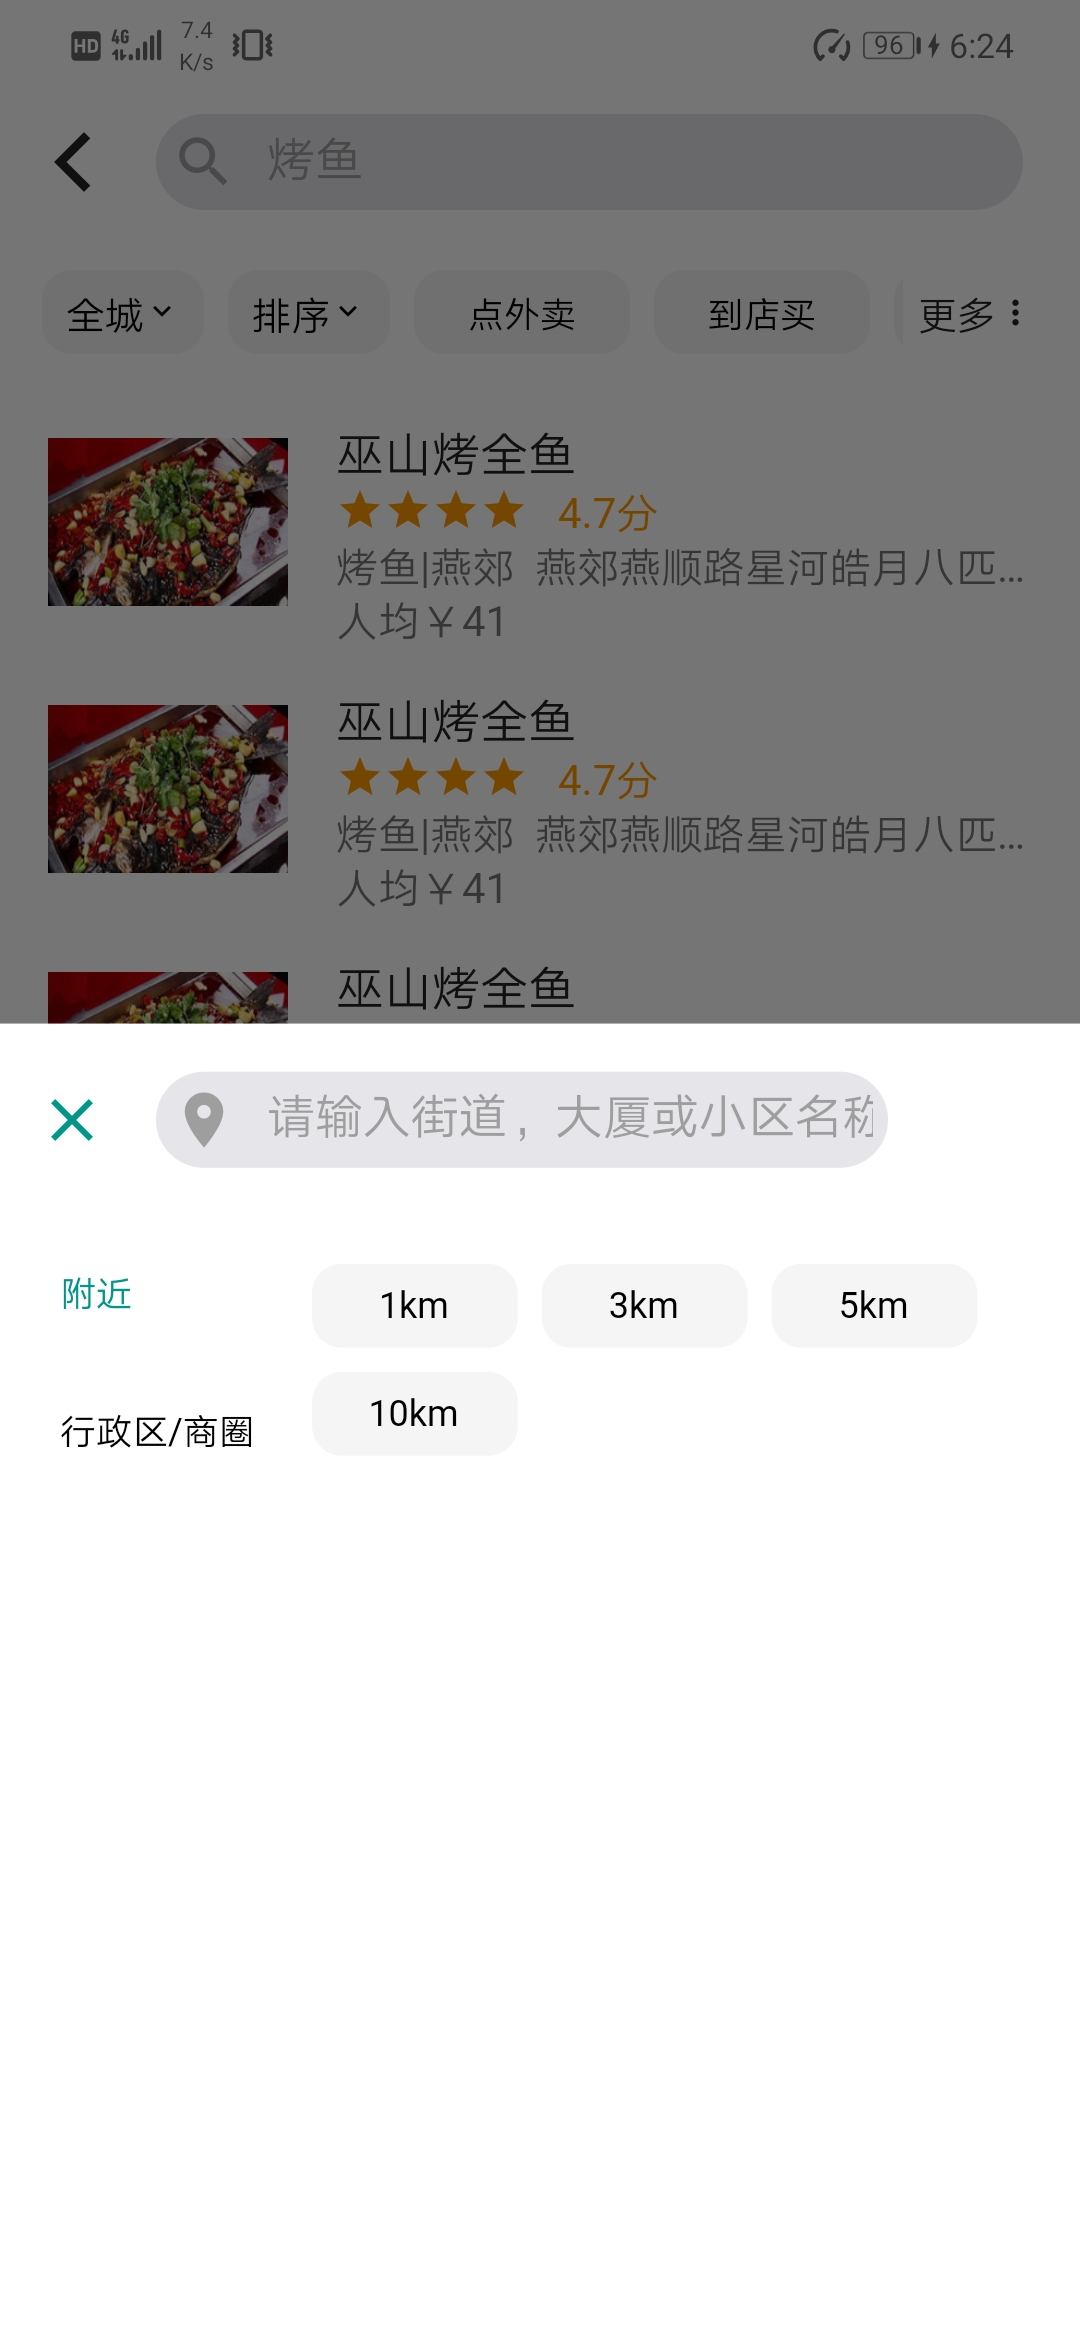 HD 4G 7.4 K/s 96 6:24
烤鱼
全城 排序 点外卖 到店买 更多
巫山烤全鱼
4.7分
烤鱼|燕郊 燕郊燕顺路星河皓月八匹...
人均￥41
巫山烤全鱼
4.7分
烤鱼|燕郊 燕郊燕顺路星河皓月八匹...
人均￥41
巫山烤全鱼
请输入街道，大厦或小区名称
附近 1km 3km 5km
行政区/商圈 10km